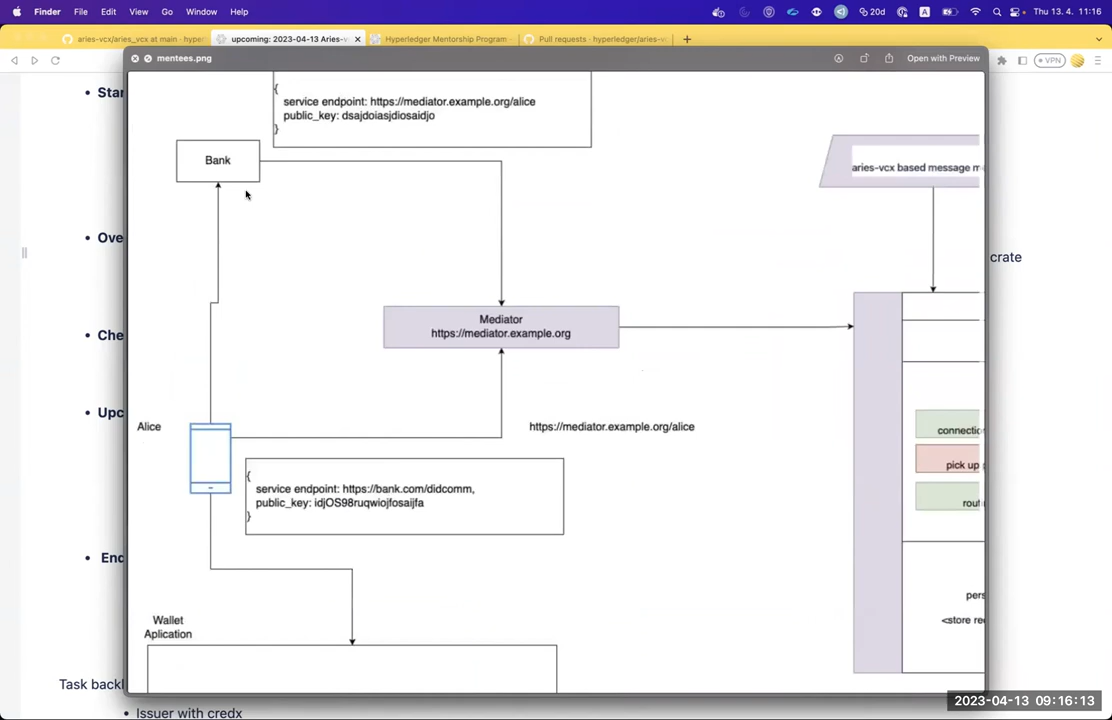 Finder File Edit View Go Window Help
20d A Thu 13. 4. 11:16
aries-vcx/aries_vcx at main · hyper
upcoming: 2023-04-13 Aries-v
Hyperledger Mentorship Program -
Pull requests · hyperledger/aries-vc
VPN
mentees.png
Open with Preview
Star
Ove
Che
Upc
End
crate
{
service endpoint: https://mediator.example.org/alice
public_key: dsajdoiasjdiosaidjo
}
Bank
aries-vcx based message m
Mediator
https://mediator.example.org
Alice
https://mediator.example.org/alice
{
service endpoint: https://bank.com/didcomm,
public_key: idjOS98ruqwiojfosaijfa
}
connectio
pick up
rout
pers
<store re
Wallet
Aplication
Task backl
Issuer with credx
2023-04-13 09:16:13